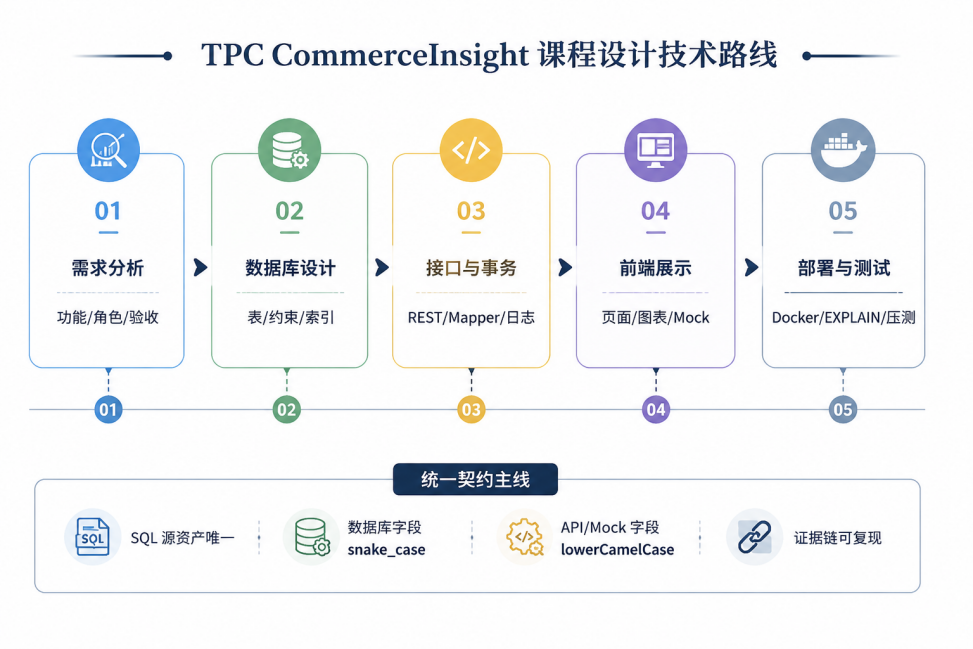 TPC CommerceInsight 课程设计技术路线
01
需求分析
功能/角色/验收
02
数据库设计
表/约束/索引
03
接口与事务
REST/Mapper/日志
04
前端展示
页面/图表/Mock
05
部署与测试
Docker/EXPLAIN/压测
01
02
03
04
05
统一契约主线
SQL
SQL 源资产唯一
数据库字段
snake_case
API/Mock 字段
lowerCamelCase
证据链可复现